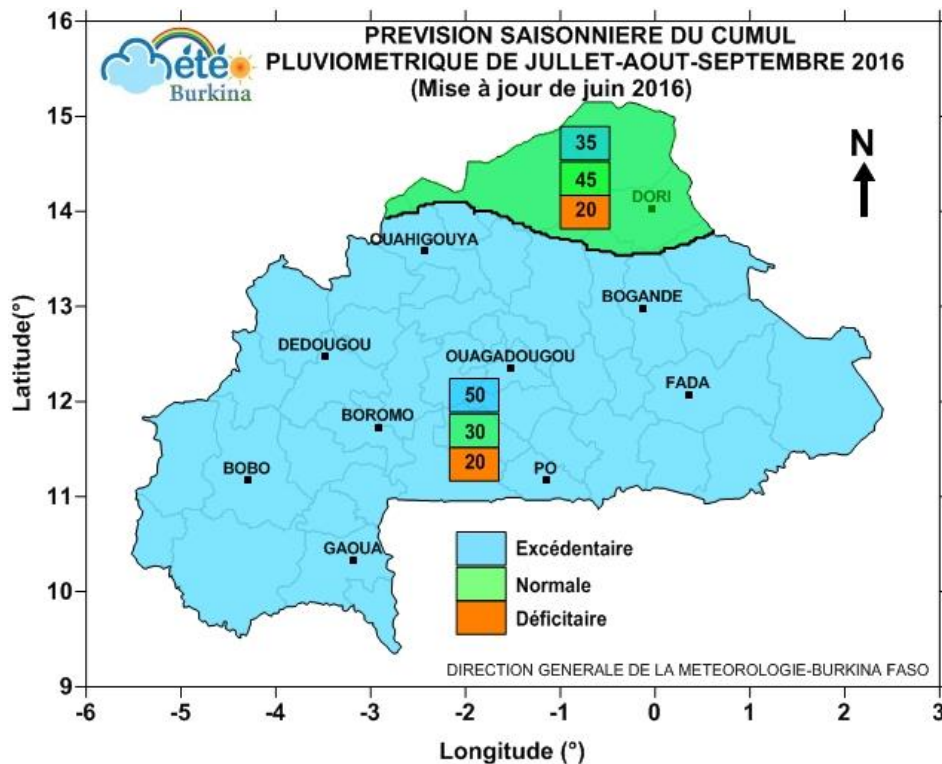 PREVISION SAISONNIERE DU CUMUL
PLUVIOMETRIQUE DE JULLET-AOUT-SEPTEMBRE 2016
(Mise à jour de juin 2016)
été
Burkina
16
15
14
13
12
11
10
9
Latitude(°)
N
35
45
20
DORI
OUAHIGOUYA
BOGANDE
DEDOUGOU
OUAGADOUGOU
FADA
50
30
20
BOROMO
BOBO
PO
GAOUA
Excédentaire
Normale
Déficitaire
DIRECTION GENERALE DE LA METEOROLOGIE-BURKINA FASO
-6 -5 -4 -3 -2 -1 0 1 2 3
Longitude (°)